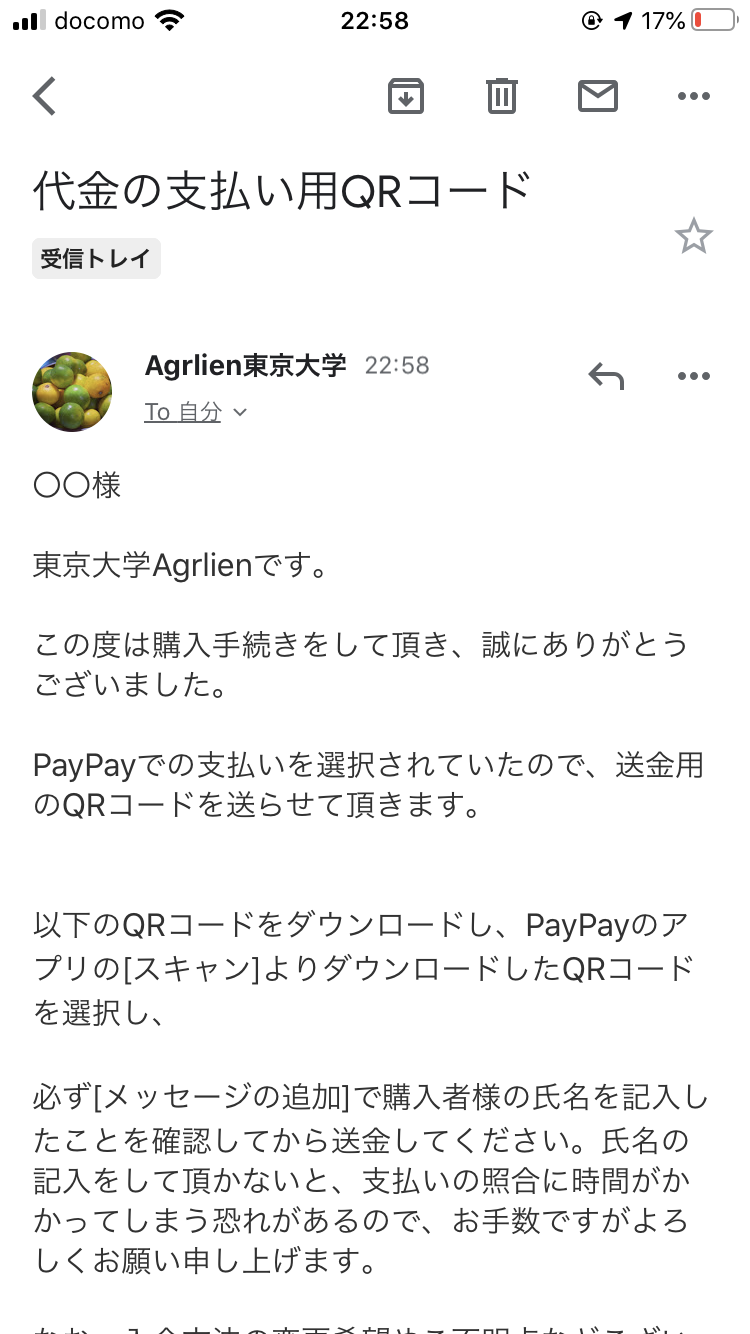 docomo 22:58 17%
代金の支払い用QRコード
受信トレイ
Agrlien東京大学 22:58
To 自分
〇〇様
東京大学Agrlienです。
この度は購入手続きをして頂き、誠にありがとう
ございました。
PayPayでの支払いを選択されていたので、送金用
のQRコードを送らせて頂きます。
以下のQRコードをダウンロードし、PayPayのア
プリの[スキャン]よりダウンロードしたQRコード
を選択し、
必ず[メッセージの追加]で購入者様の氏名を記入し
たことを確認してから送金してください。氏名の
記入をして頂かないと、支払いの照合に時間がか
かってしまう恐れがあるので、お手数ですがよろ
しくお願い申し上げます。